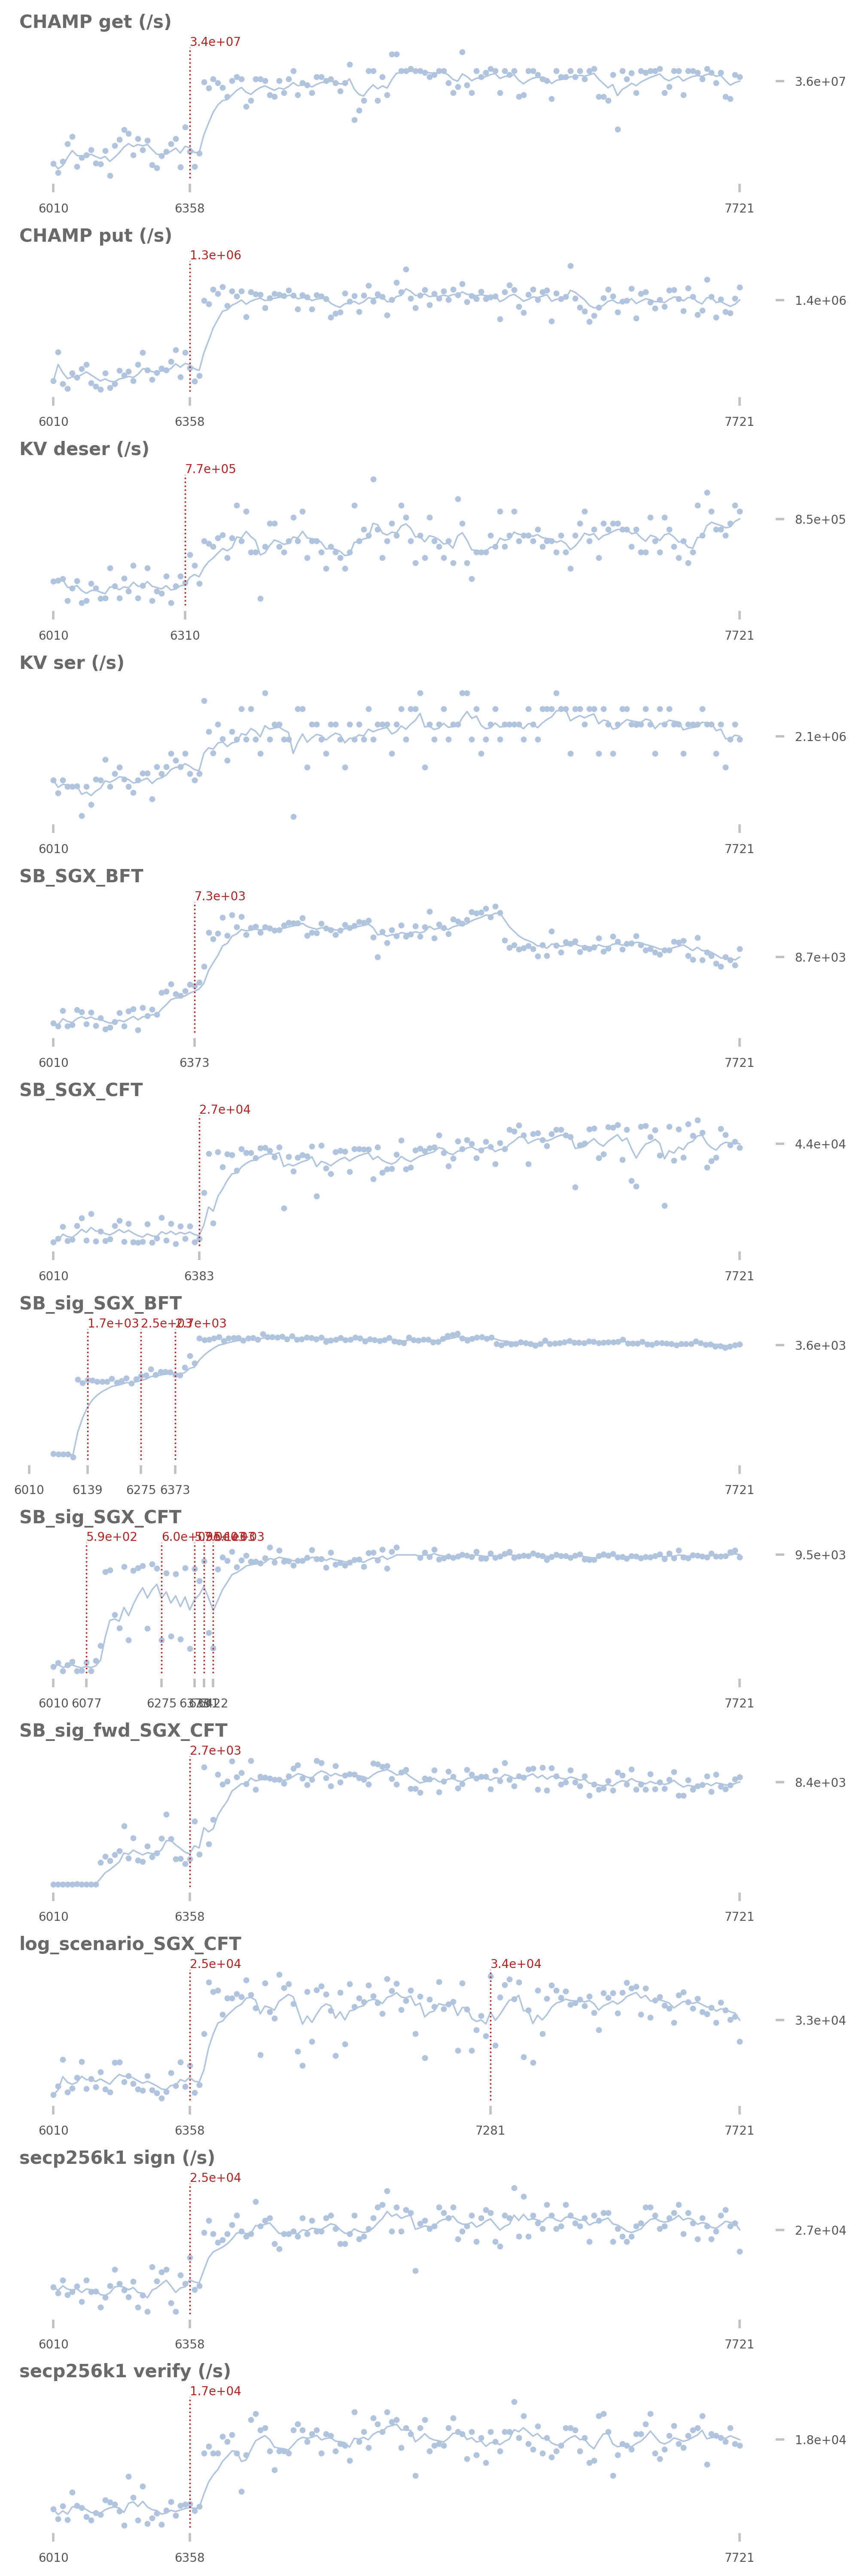 CHAMP get (/s)
3.4e+07
3.6e+07
6010 6358 7721
CHAMP put (/s)
1.3e+06
1.4e+06
6010 6358 7721
KV deser (/s)
7.7e+05
8.5e+05
6010 6310 7721
KV ser (/s)
2.1e+06
6010 7721
SB_SGX_BFT
7.3e+03
8.7e+03
6010 6373 7721
SB_SGX_CFT
2.7e+04
4.4e+04
6010 6383 7721
SB_sig_SGX_BFT
1.7e+03 2.5e+03 2.7e+03
3.6e+03
6010 6139 6275 6373 7721
SB_sig_SGX_CFT
5.9e+02
9.5e+03
6010 6077 6275 7721
SB_sig_fwd_SGX_CFT
2.7e+03
8.4e+03
6010 6358 7721
log_scenario_SGX_CFT
2.5e+04 3.4e+04
3.3e+04
6010 6358 7281 7721
secp256k1 sign (/s)
2.5e+04
2.7e+04
6010 6358 7721
secp256k1 verify (/s)
1.7e+04
1.8e+04
6010 6358 7721